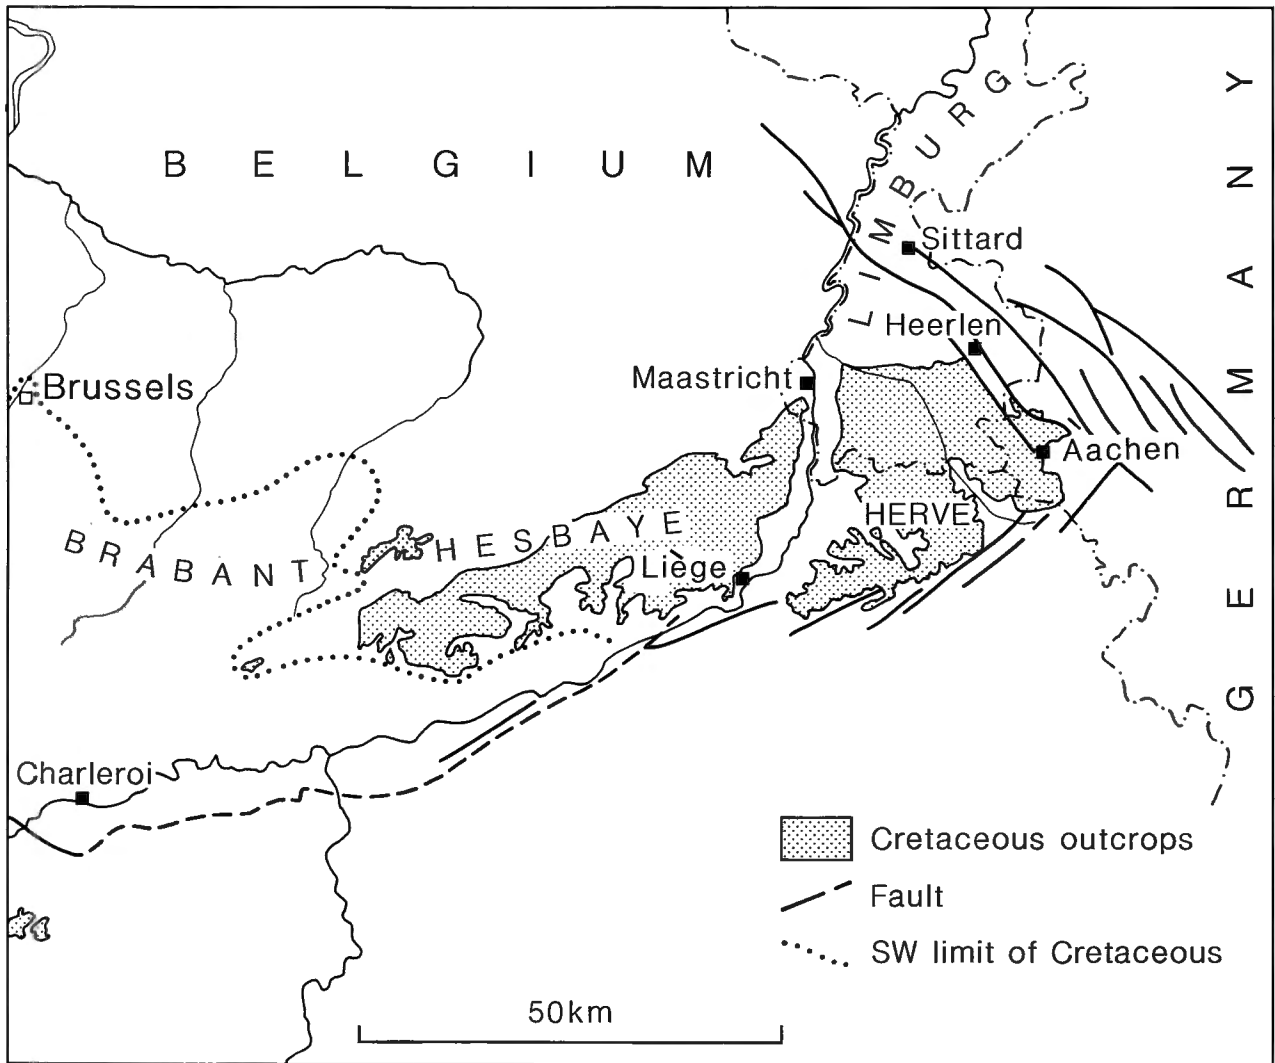 BELGIUM
LIMBURG
GERMANY
Sittard
Heerlen
Maastricht
Brussels
Aachen
HERVE
HESBAYE
BRABANT
Liège
Charleroi
Cretaceous outcrops
Fault
SW limit of Cretaceous
50km